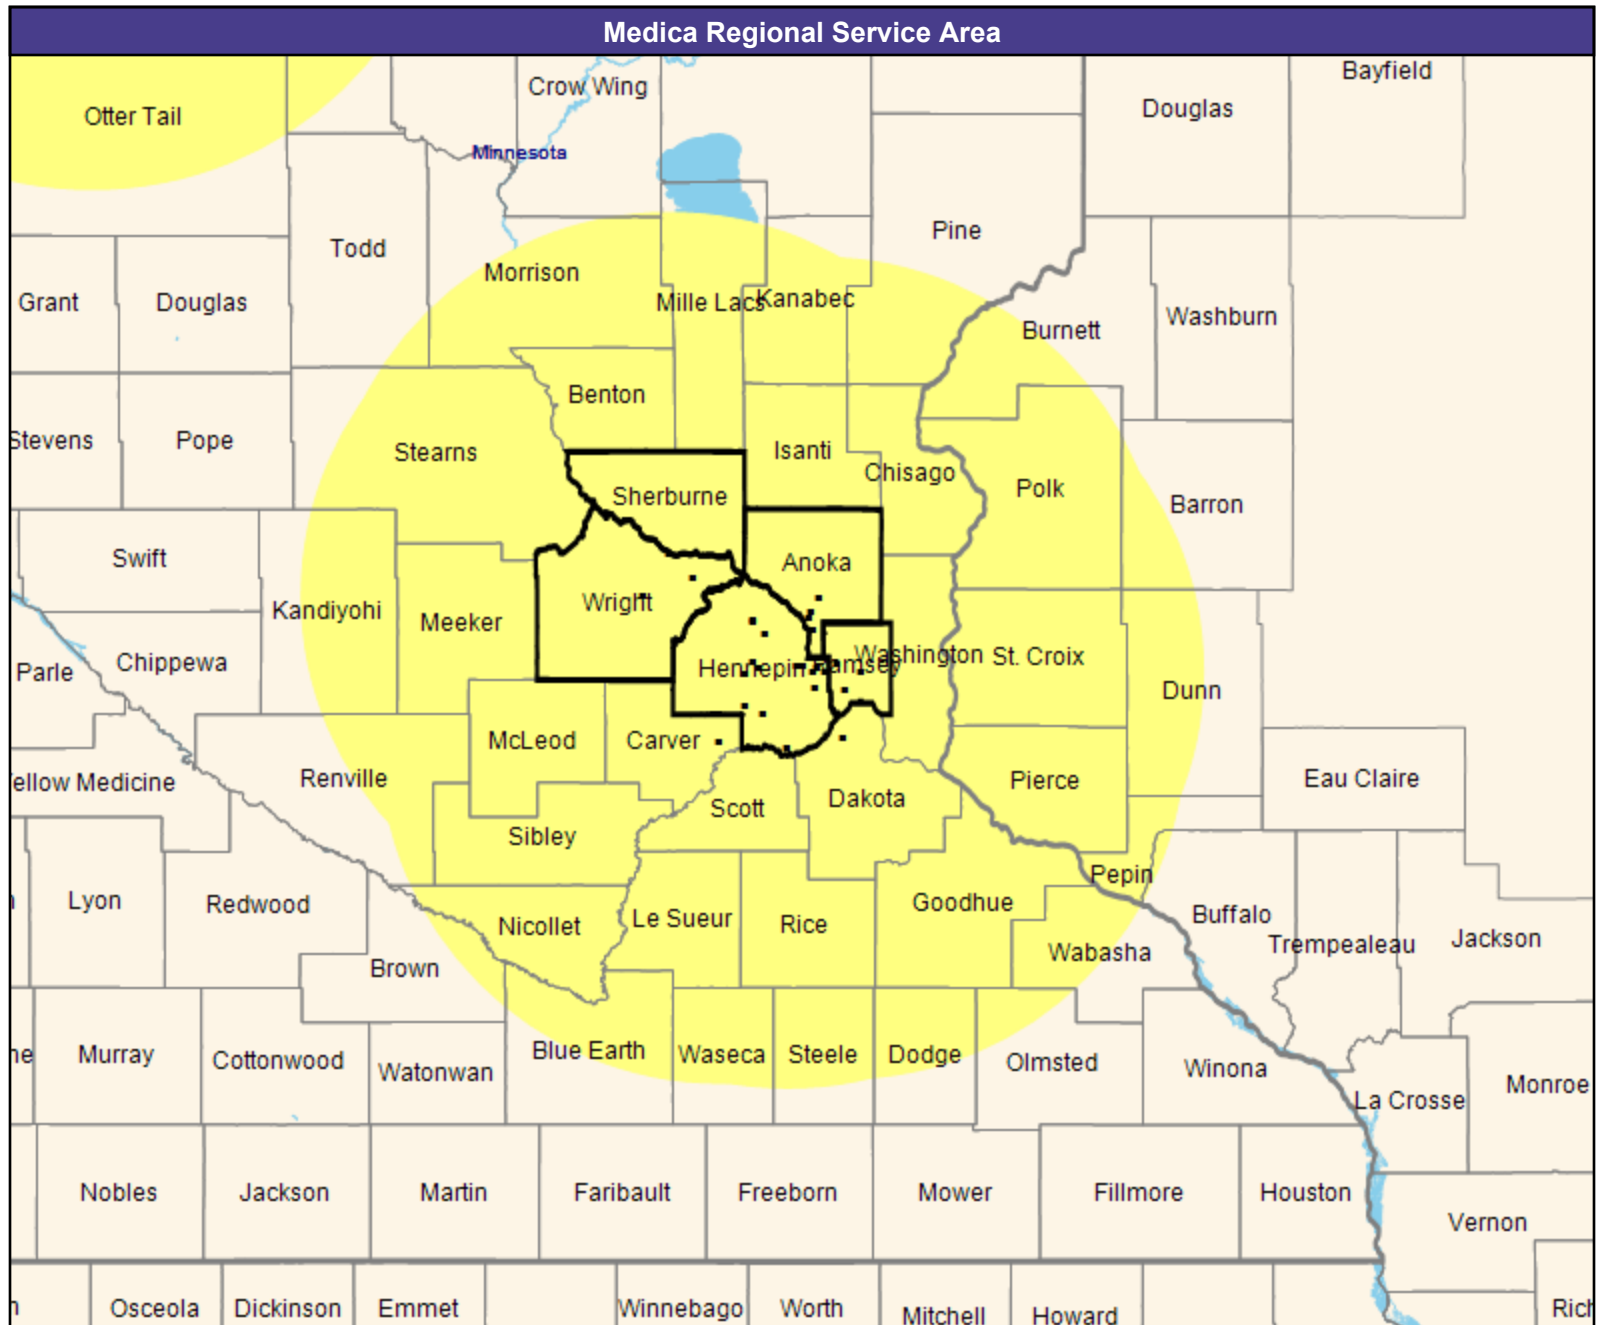 Medica Regional Service Area
Bayfield
Crow Wing
Douglas
Otter Tail
Minnesota
Pine
Todd
Morrison
Grant
Douglas
Mille Lacs
Kanabec
Washburn
Burnett
Benton
Stevens
Pope
Stearns
Isanti
Chisago
Polk
Sherburne
Barron
Swift
Anoka
Wright
Kandiyohi
Meeker
Washington
St. Croix
Chippewa
Parle
Hennepin
Ramsey
Dunn
McLeod
Carver
Renville
Eau Claire
ellow Medicine
Pierce
Dakota
Scott
Sibley
Pepin
Lyon
Redwood
Goodhue
Buffalo
Le Sueur
Rice
Nicollet
Jackson
Trempealeau
Wabasha
Brown
Blue Earth
Waseca
Steele
Dodge
ne
Murray
Cottonwood
Olmsted
Winona
Watonwan
Monroe
La Crosse
Nobles
Jackson
Martin
Faribault
Freeborn
Mower
Fillmore
Houston
Vernon
Osceola
Dickinson
Emmet
Winnebago
Worth
Mitchell
Howard
Rich